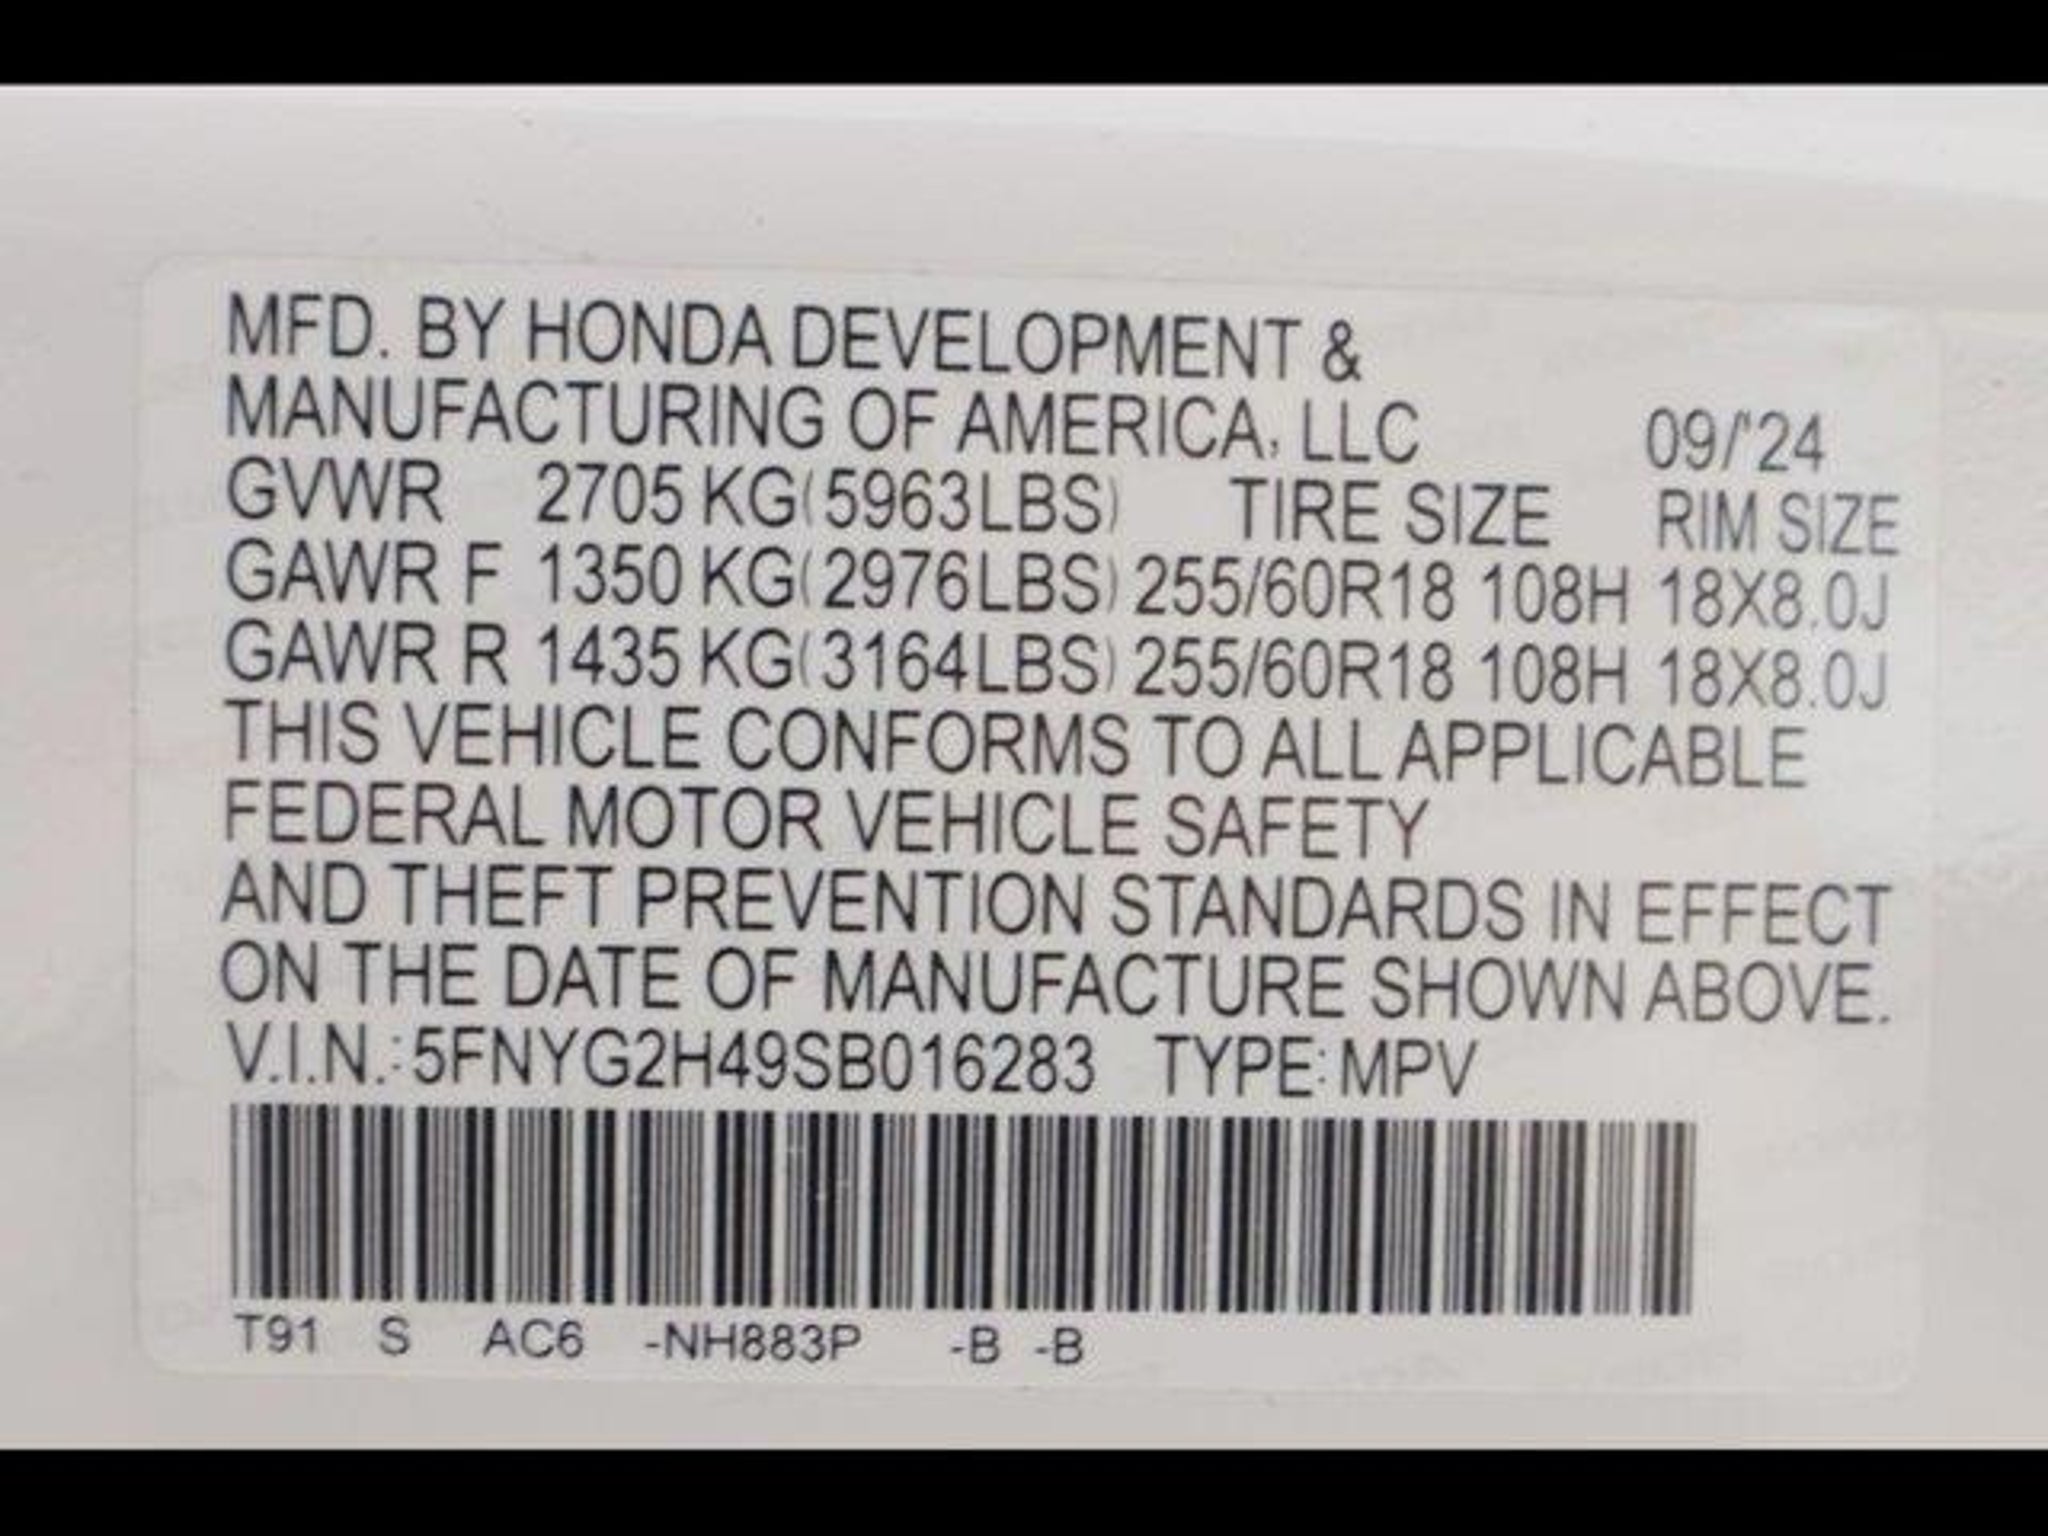 MFD. BY HONDA DEVELOPMENT &
MANUFACTURING OF AMERICA, LLC 09/'24
GVWR 2705 KG(5963LBS) TIRE SIZE RIM SIZE
GAWR F 1350 KG(2976LBS) 255/60R18 108H 18X8.0J
GAWR R 1435 KG(3164LBS) 255/60R18 108H 18X8.0J
THIS VEHICLE CONFORMS TO ALL APPLICABLE
FEDERAL MOTOR VEHICLE SAFETY
AND THEFT PREVENTION STANDARDS IN EFFECT
ON THE DATE OF MANUFACTURE SHOWN ABOVE.
V.I.N.: 5FNYG2H49SB016283 TYPE: MPV
T91 S AC6 -NH883P -B -B